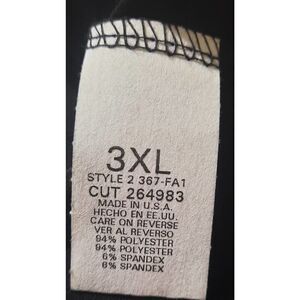 3XL
STYLE 2 367-FA1
CUT 264983
MADE IN U.S.A.
HECHO EN EE.UU.
CARE ON REVERSE
VER AL REVERSO
94% POLYESTER
94% POLYESTER
6% SPANDEX
6% SPANDEX